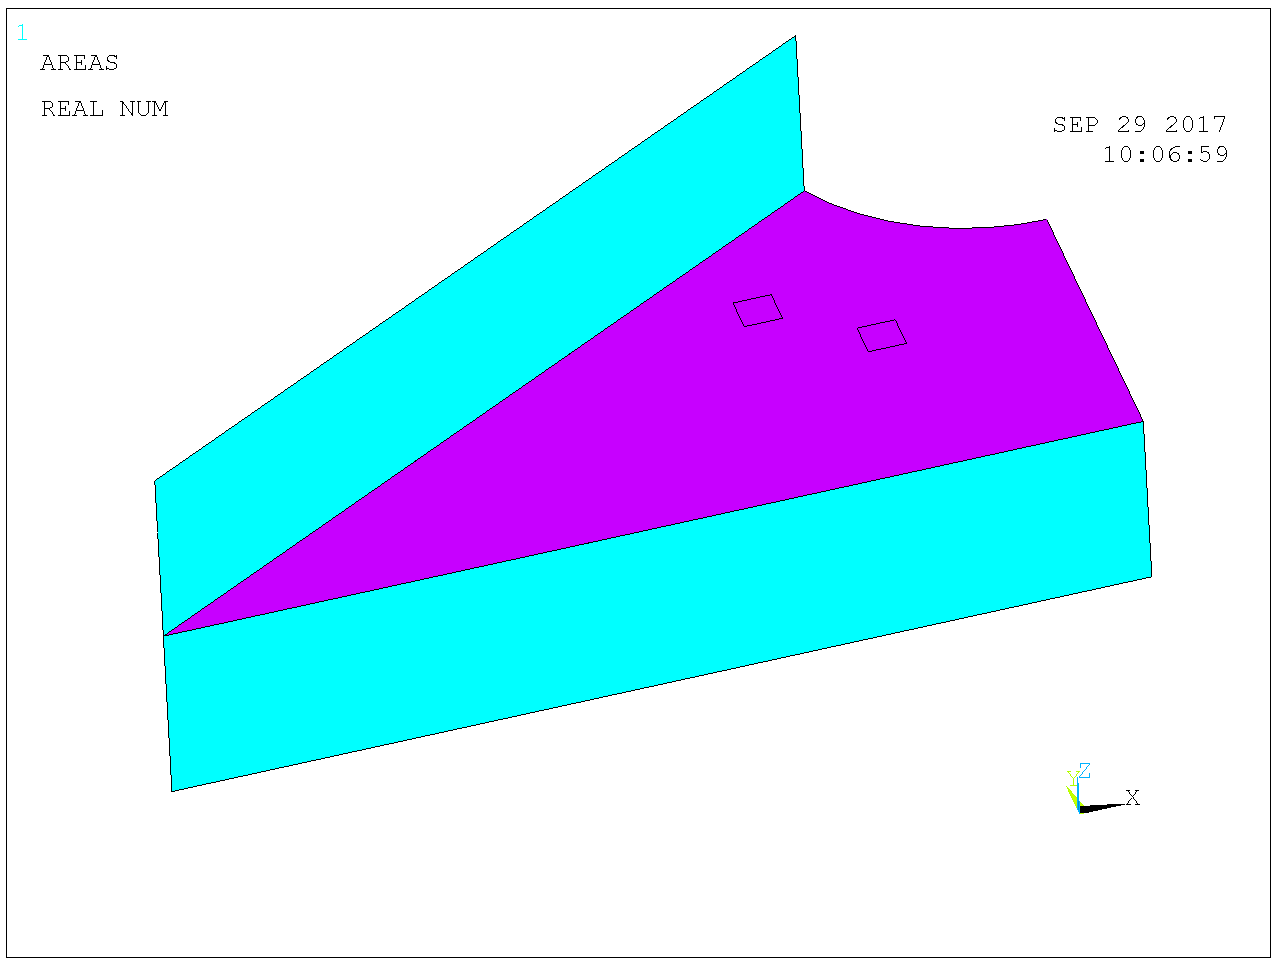 1
AREAS
REAL NUM
SEP 29 2017
10:06:59
Y Z
X